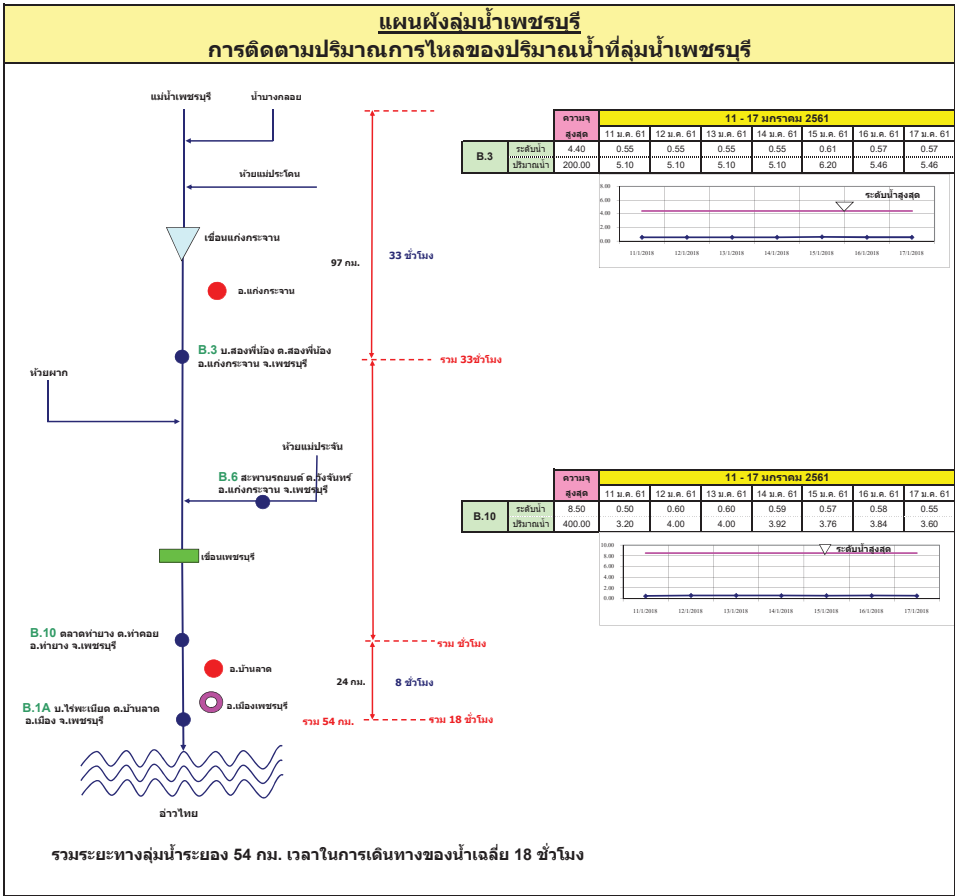 แผนผังลุ่มน้ำเพชรบุรี
การติดตามปริมาณการไหลของปริมาณน้ำที่ลุ่มน้ำเพชรบุรี
แม่น้ำเพชรบุรี
น้ำบางกลอย
ห้วยแม่ประโดน
เขื่อนแก่งกระจาน
97 กม.
33 ชั่วโมง
อ.แก่งกระจาน
B.3 บ.สองพี่น้อง ต.สองพี่น้อง
อ.แก่งกระจาน จ.เพชรบุรี
รวม 33ชั่วโมง
ห้วยผาก
ห้วยแม่ประจัน
B.6 สะพานรถยนต์ ต.วังจันทร์
อ.แก่งกระจาน จ.เพชรบุรี
เขื่อนเพชรบุรี
B.10 ตลาดท่ายาง ต.ท่าคอย
อ.ท่ายาง จ.เพชรบุรี
รวม ชั่วโมง
อ.บ้านลาด
24 กม.
8 ชั่วโมง
อ.เมืองเพชรบุรี
B.1A บ.ไร่พะเนียด ต.บ้านลาด
อ.เมือง จ.เพชรบุรี
รวม 54 กม.
รวม 18 ชั่วโมง
อ่าวไทย
รวมระยะทางลุ่มน้ำระยอง 54 กม. เวลาในการเดินทางของน้ำเฉลี่ย 18 ชั่วโมง
ความจุ 11 - 17 มกราคม 2561
สูงสุด 11 ม.ค. 61 12 ม.ค. 61 13 ม.ค. 61 14 ม.ค. 61 15 ม.ค. 61 16 ม.ค. 61 17 ม.ค. 61
B.3
ระดับน้ำ 4.40 0.55 0.55 0.55 0.55 0.61 0.57 0.57
ปริมาณน้ำ 200.00 5.10 5.10 5.10 5.10 6.20 5.46 5.46
8.00
6.00
4.00
2.00
0.00
ระดับน้ำสูงสุด
11/1/2018 12/1/2018 13/1/2018 14/1/2018 15/1/2018 16/1/2018 17/1/2018
ความจุ 11 - 17 มกราคม 2561
สูงสุด 11 ม.ค. 61 12 ม.ค. 61 13 ม.ค. 61 14 ม.ค. 61 15 ม.ค. 61 16 ม.ค. 61 17 ม.ค. 61
B.10
ระดับน้ำ 8.50 0.50 0.60 0.60 0.59 0.57 0.58 0.55
ปริมาณน้ำ 400.00 3.20 4.00 4.00 3.92 3.76 3.84 3.60
10.00
8.00
6.00
4.00
2.00
0.00
ระดับน้ำสูงสุด
11/1/2018 12/1/2018 13/1/2018 14/1/2018 15/1/2018 16/1/2018 17/1/2018